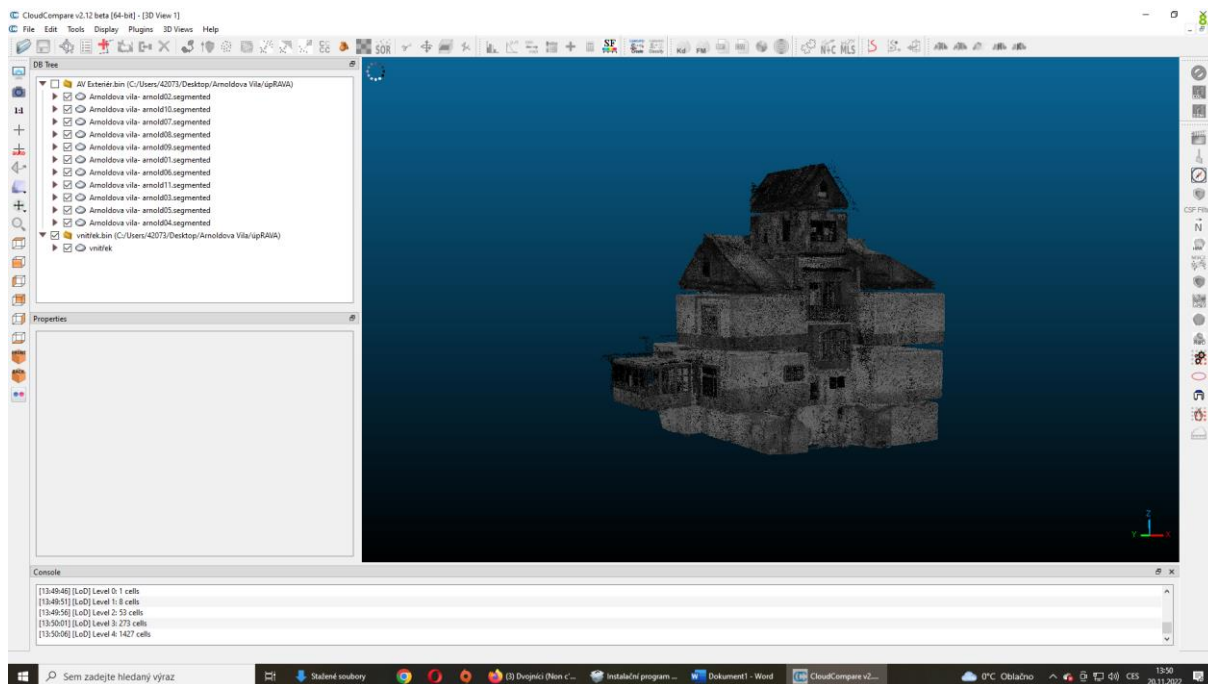 CloudCompare v2.12 beta [64-bit] - [3D View 1]
File Edit Tools Display Plugins 3D Views Help
SOR
SF
Kd FM
N+C MLS
DB Tree
AV Exteriér.bin (C:/Users/42073/Desktop/Arnoldova Vila/úpRAVA)
Arnoldova vila- arnold02.segmented
Arnoldova vila- arnold10.segmented
Arnoldova vila- arnold07.segmented
Arnoldova vila- arnold08.segmented
Arnoldova vila- arnold09.segmented
Arnoldova vila- arnold01.segmented
Arnoldova vila- arnold06.segmented
Arnoldova vila- arnold11.segmented
Arnoldova vila- arnold03.segmented
Arnoldova vila- arnold05.segmented
Arnoldova vila- arnold04.segmented
vnitřek.bin (C:/Users/42073/Desktop/Arnoldova Vila/úpRAVA)
vnitřek
1:1
Properties
Z
Y X
Console
[13:49:46] [LoD] Level 0: 1 cells
[13:49:51] [LoD] Level 1: 8 cells
[13:49:56] [LoD] Level 2: 53 cells
[13:50:01] [LoD] Level 3: 273 cells
[13:50:06] [LoD] Level 4: 1427 cells
Sem zadejte hledaný výraz
Stažené soubory
(3) Dvojníci (Non c'...
Instalační program ...
Dokument1 - Word
CloudCompare v2....
0°C Oblačno
CES
13:50
20.11.2022